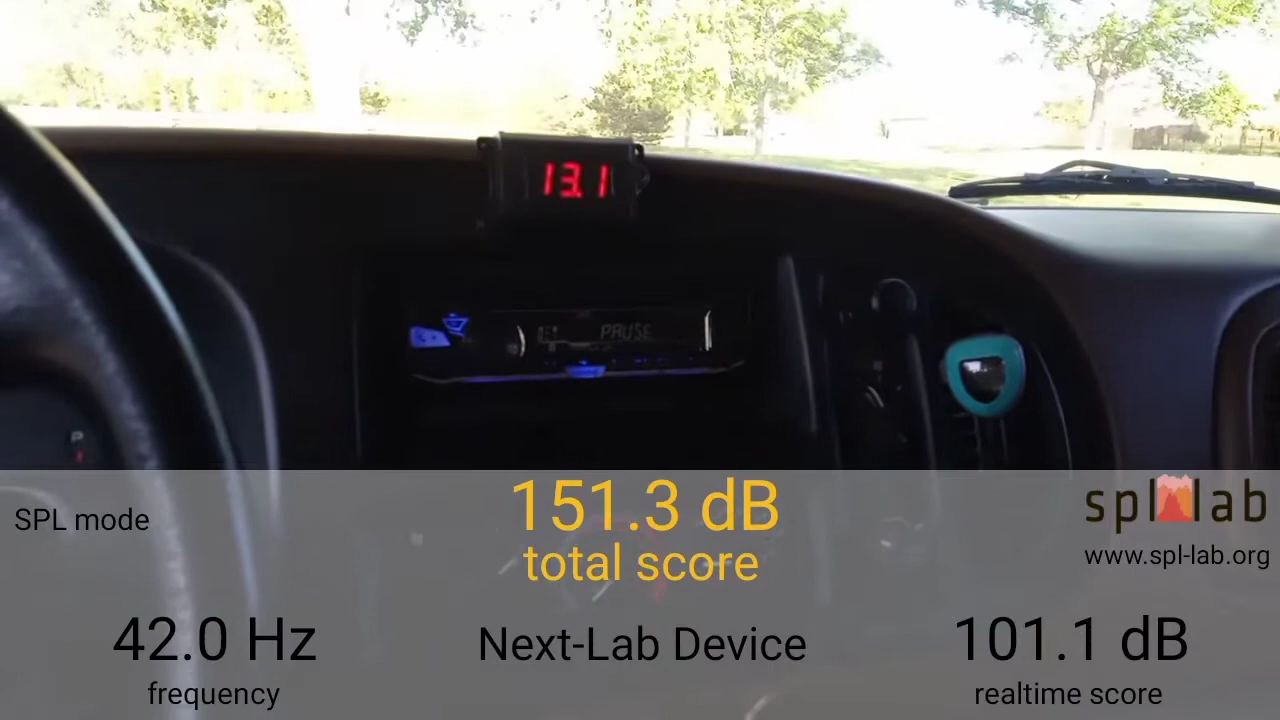 13.1
PAUSE
P
151.3 dB
total score
SPL mode
spl lab
www.spl-lab.org
42.0 Hz
frequency
Next-Lab Device
101.1 dB
realtime score